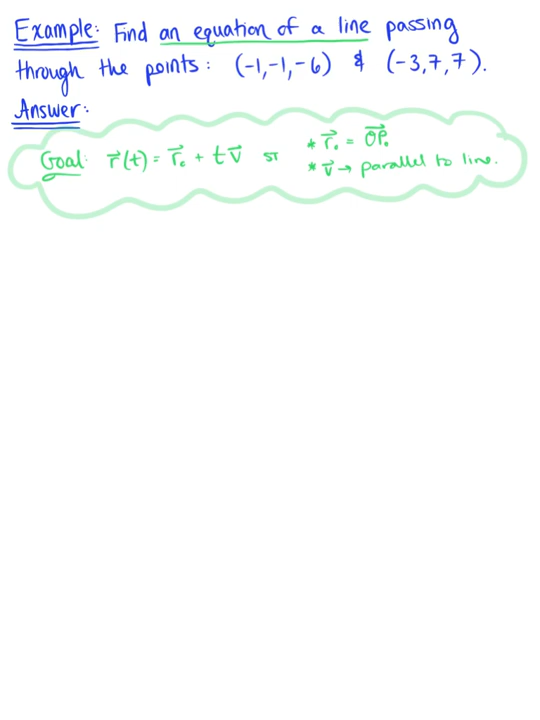 Example: Find an equation of a line passing
through the points: (-1,-1,-6) & (-3,7,7).
Answer:
Goal: r⃗(t) = r⃗₀ + t v⃗ st
* r⃗₀ = OP⃗₀
* v⃗ → parallel to line.